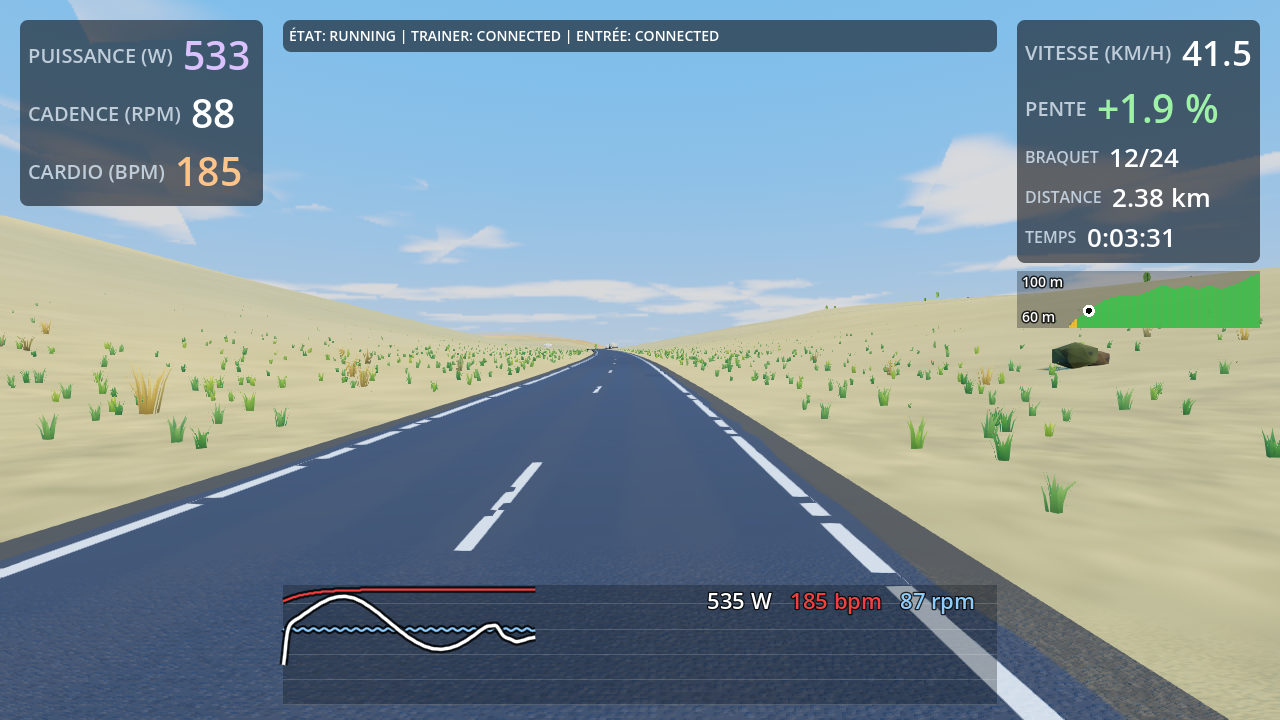 PUISSANCE (W) 533
CADENCE (RPM) 88
CARDIO (BPM) 185
ÉTAT: RUNNING | TRAINER: CONNECTED | ENTRÉE: CONNECTED
VITESSE (KM/H) 41.5
PENTE +1.9 %
BRAQUET 12/24
DISTANCE 2.38 km
TEMPS 0:03:31
100 m
60 m
535 W 185 bpm 87 rpm